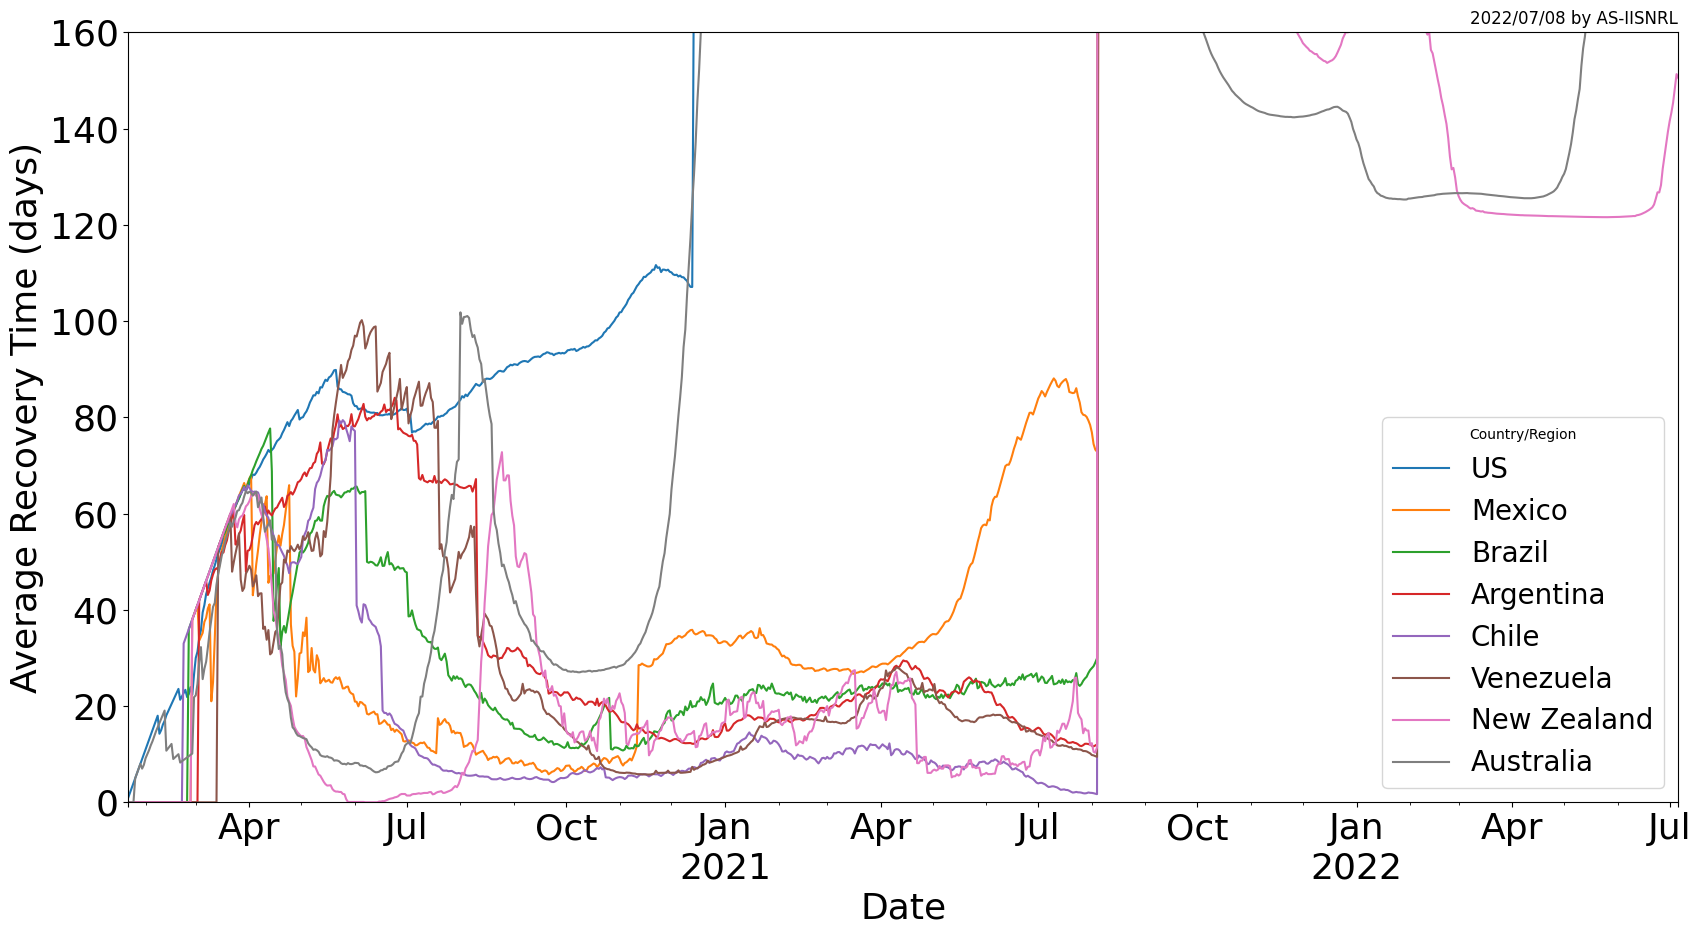 2022/07/08 by AS-IISNRL
Average Recovery Time (days)
160
140
120
100
80
60
40
20
0
Country/Region
US
Mexico
Brazil
Argentina
Chile
Venezuela
New Zealand
Australia
Apr Jul Oct Jan Apr Jul Oct Jan Apr Jul
2021 2022
Date